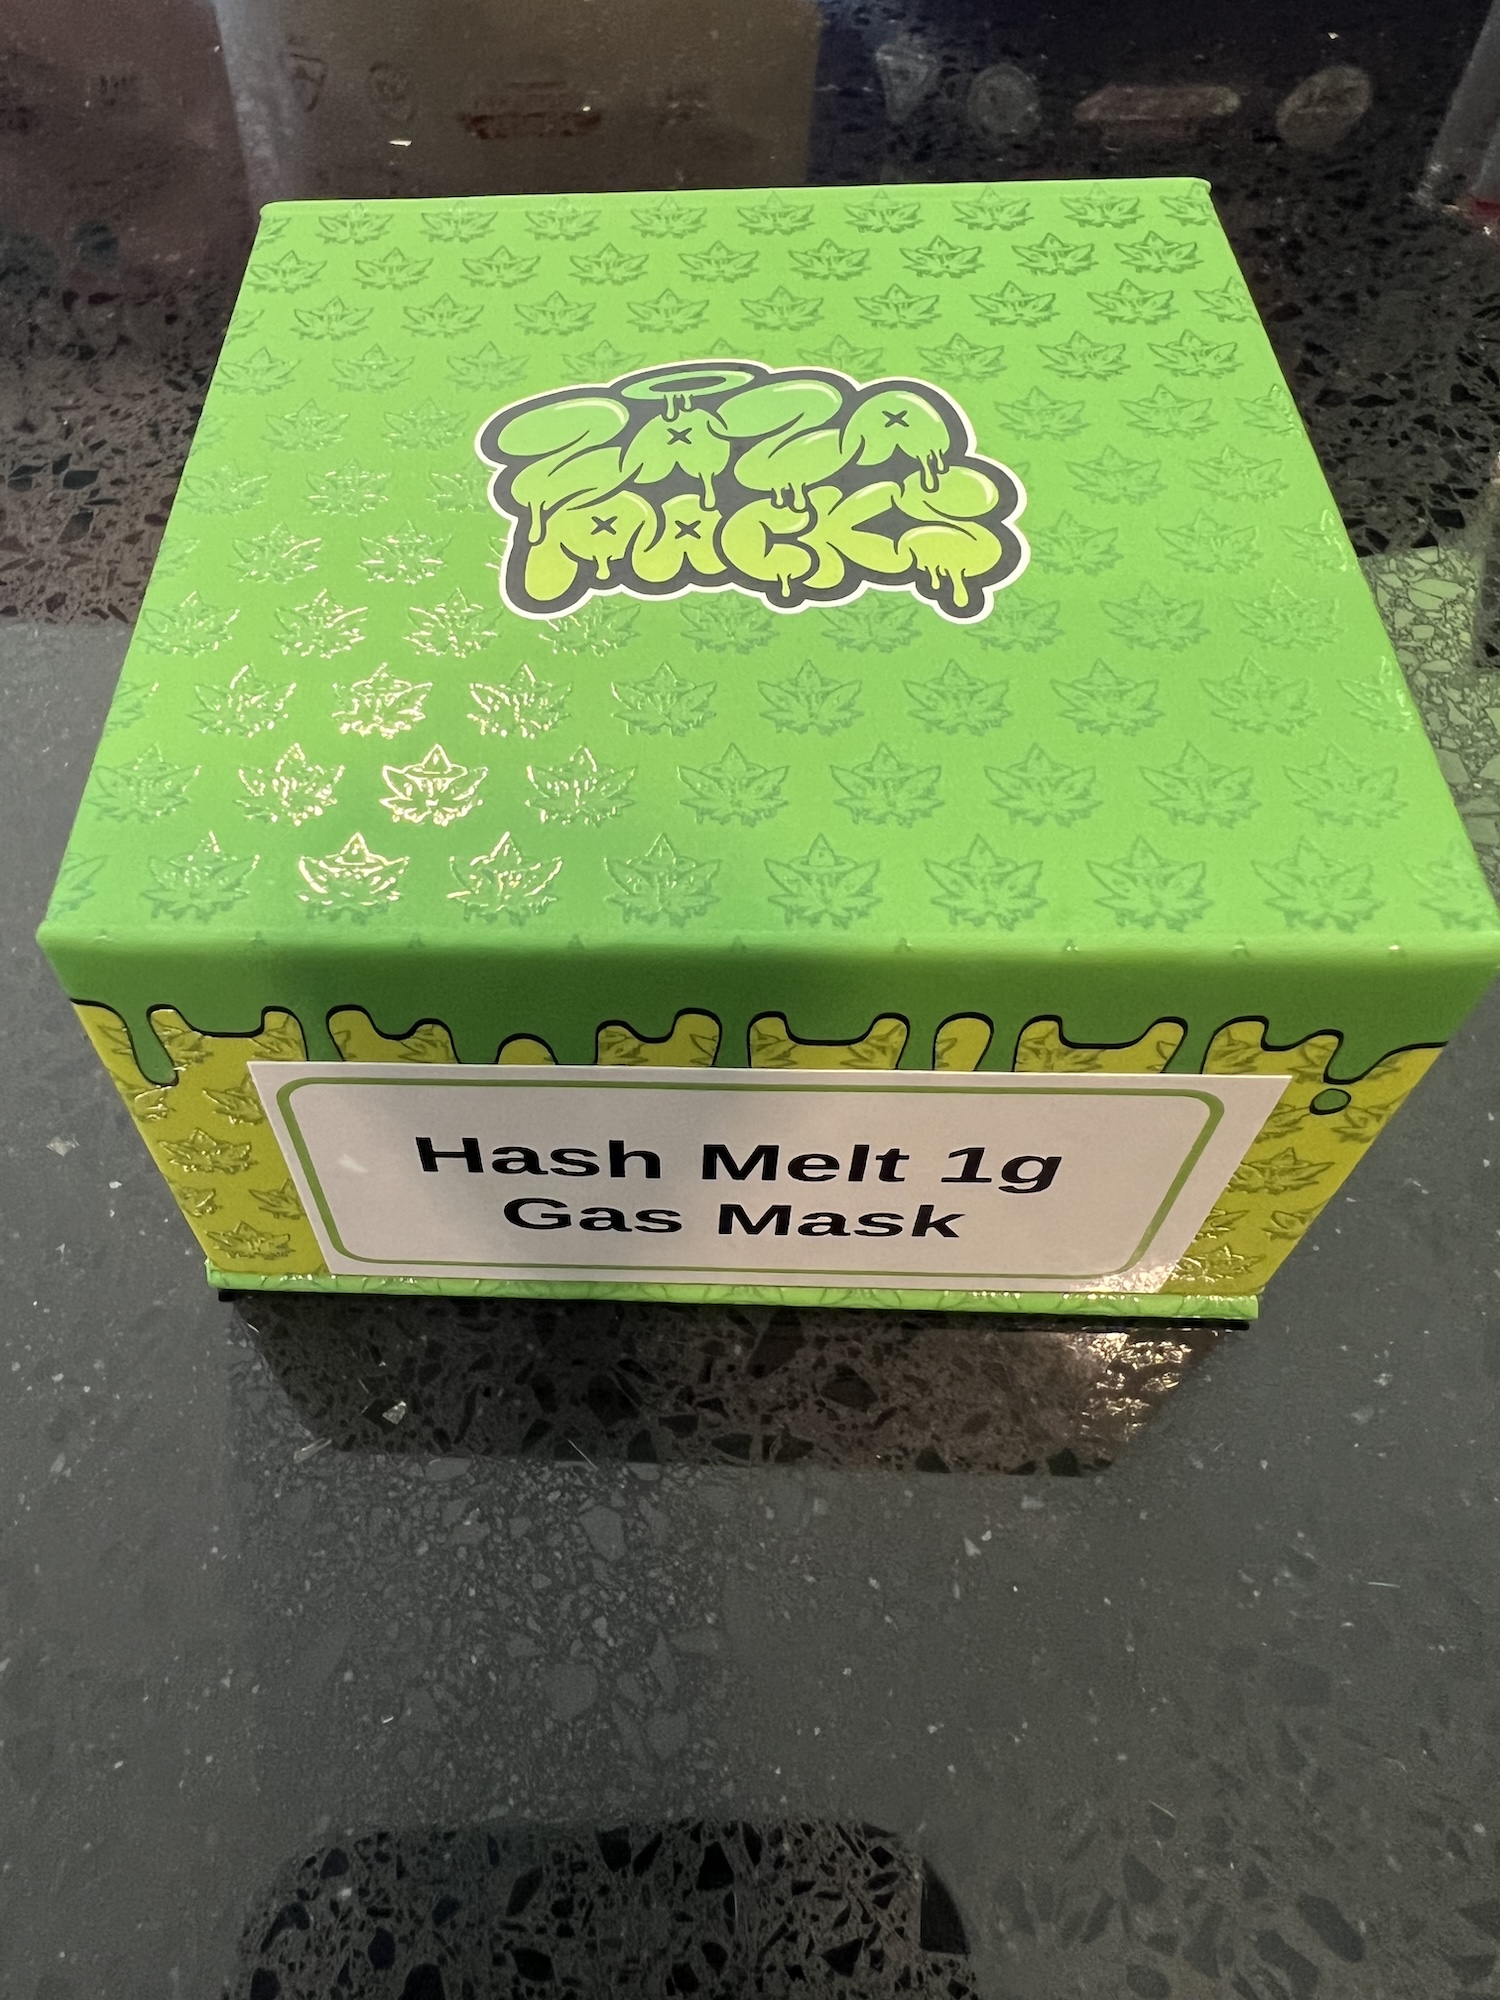 ZAZA
PACKS
Hash Melt 1g
Gas Mask